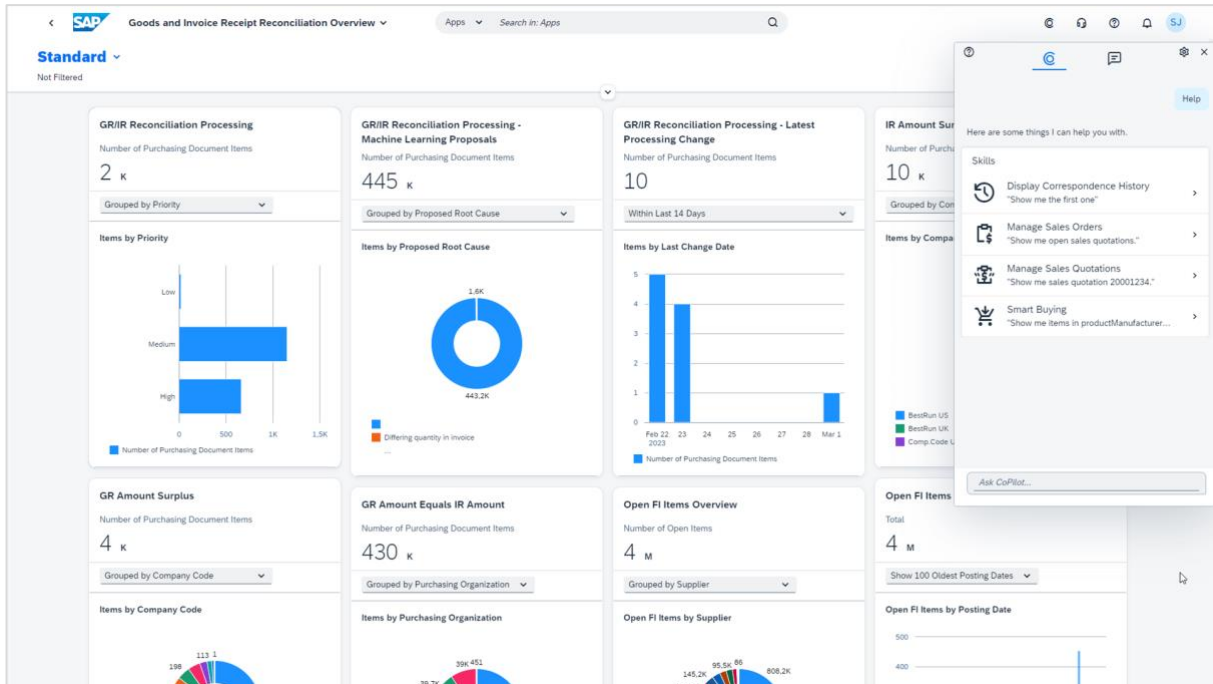 SAP
Goods and Invoice Receipt Reconciliation Overview
Apps
Search in: Apps
SJ
Standard
Not Filtered
GR/IR Reconciliation Processing
Number of Purchasing Document Items
2 K
Grouped by Priority
Items by Priority
Low
Medium
High
0 500 1K 1,5K
Number of Purchasing Document Items
GR/IR Reconciliation Processing -
Machine Learning Proposals
Number of Purchasing Document Items
445 K
Grouped by Proposed Root Cause
Items by Proposed Root Cause
1,6K
443,2K
Differing quantity in invoice
...
GR/IR Reconciliation Processing - Latest
Processing Change
Number of Purchasing Document Items
10
Within Last 14 Days
Items by Last Change Date
5
4
3
2
1
0
Feb 22 23 24 25 26 27 28 Mar 1
2023
Number of Purchasing Document Items
IR Amount Sur
Number of Purch
10 K
Grouped by Con
Items by Compa
BestRun US
BestRun UK
Comp.Code U
Help
Here are some things I can help you with.
Skills
Display Correspondence History
"Show me the first one"
Manage Sales Orders
"Show me open sales quotations."
Manage Sales Quotations
"Show me sales quotation 20001234."
Smart Buying
"Show me items in productManufacturer...
Ask CoPilot...
GR Amount Surplus
Number of Purchasing Document Items
4 K
Grouped by Company Code
Items by Company Code
198 113 1
GR Amount Equals IR Amount
Number of Purchasing Document Items
430 K
Grouped by Purchasing Organization
Items by Purchasing Organization
39K 451
Open FI Items Overview
Number of Open Items
4 M
Grouped by Supplier
Open FI Items by Supplier
145,2K 95,5K 86 808,2K
Open FI Items
Total
4 M
Show 100 Oldest Posting Dates
Open FI Items by Posting Date
500
400